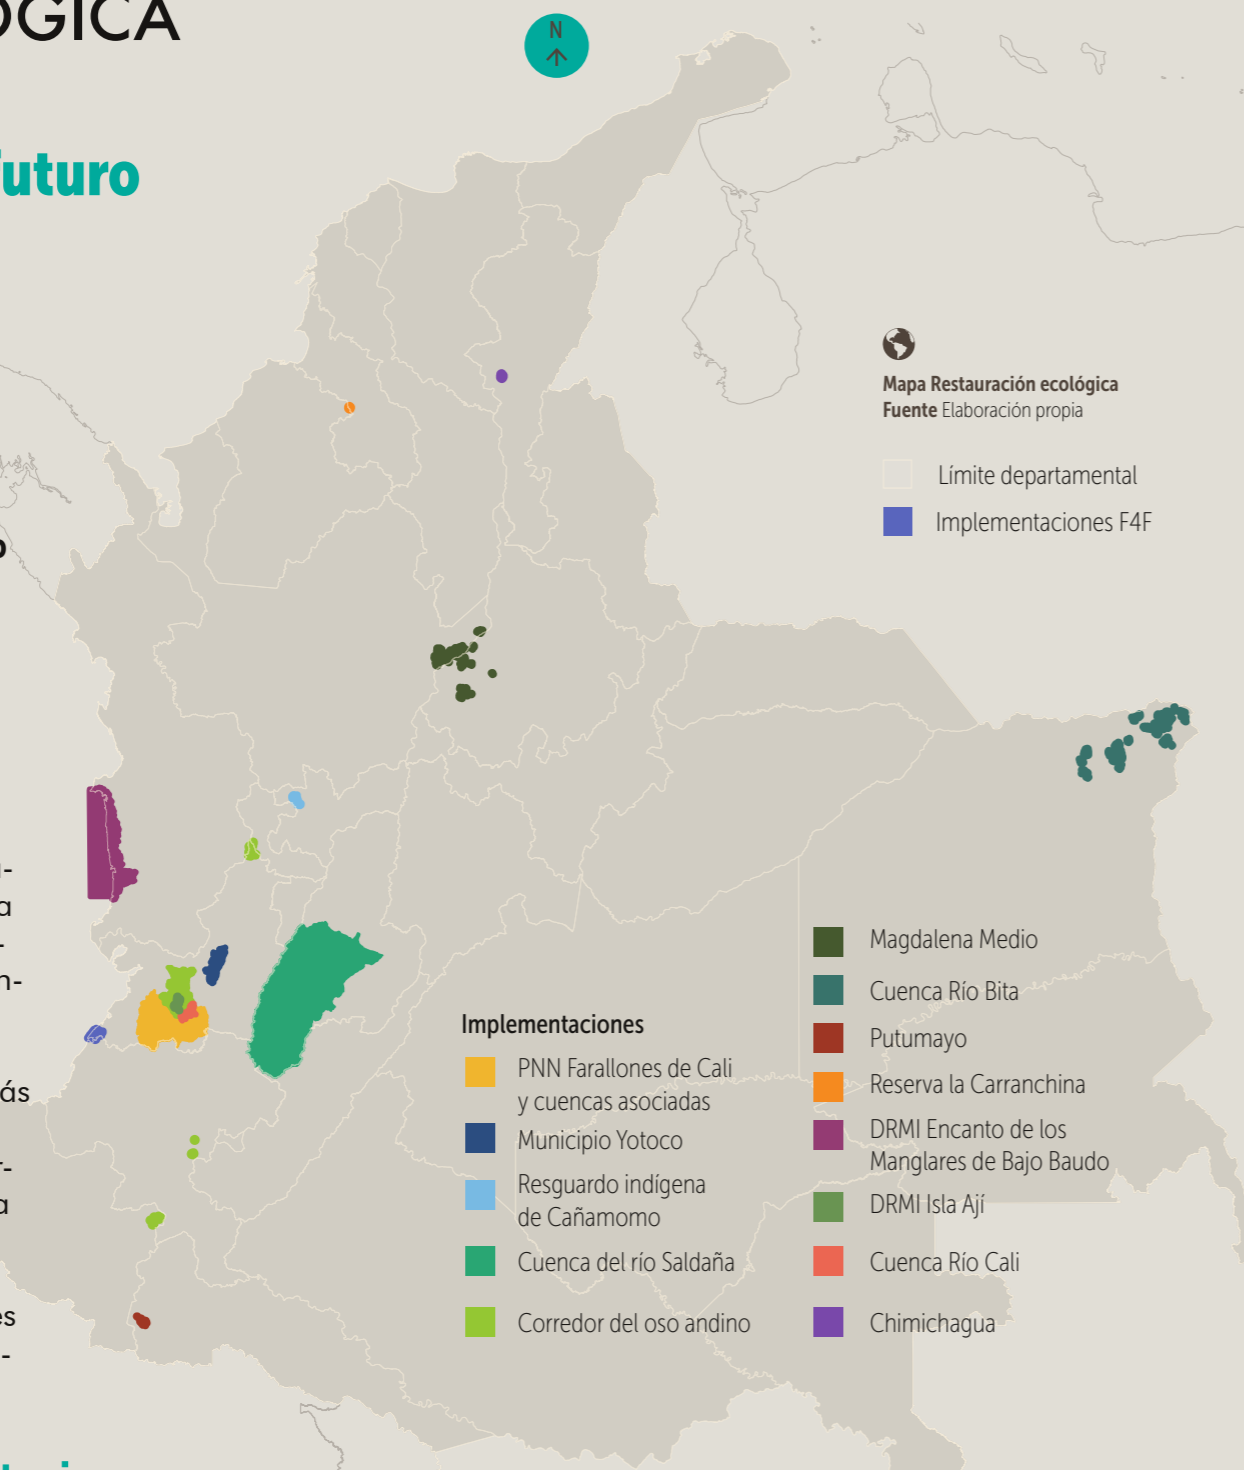 ÓGICA
N
futuro
Mapa Restauración ecológica
Fuente Elaboración propia
Límite departamental
Implementaciones F4F
a
n-
ás
a
es
Implementaciones
PNN Farallones de Cali
y cuencas asociadas
Municipio Yotoco
Resguardo indígena
de Cañamomo
Cuenca del río Saldaña
Corredor del oso andino
Magdalena Medio
Cuenca Río Bita
Putumayo
Reserva la Carranchina
DRMI Encanto de los
Manglares de Bajo Baudo
DRMI Isla Ají
Cuenca Río Cali
Chimichagua